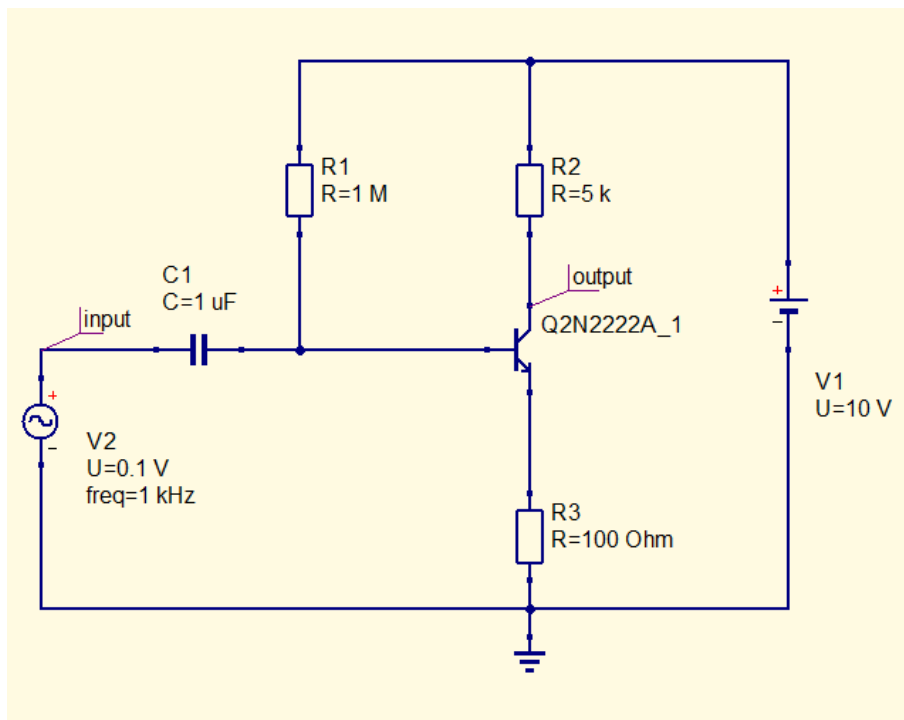 R1
R=1 M
R2
R=5 k
C1
C=1 uF
output
input
Q2N2222A_1
+
-
V1
U=10 V
+
-
V2
U=0.1 V
freq=1 kHz
R3
R=100 Ohm